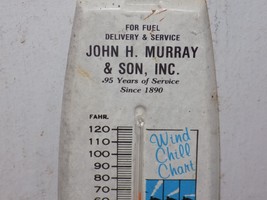 FOR FUEL
DELIVERY & SERVICE
JOHN H. MURRAY
& SON, INC.
95 Years of Service
Since 1890
FAHR.
120
110
100
90
80
70
60
Wind
Chill
Chart